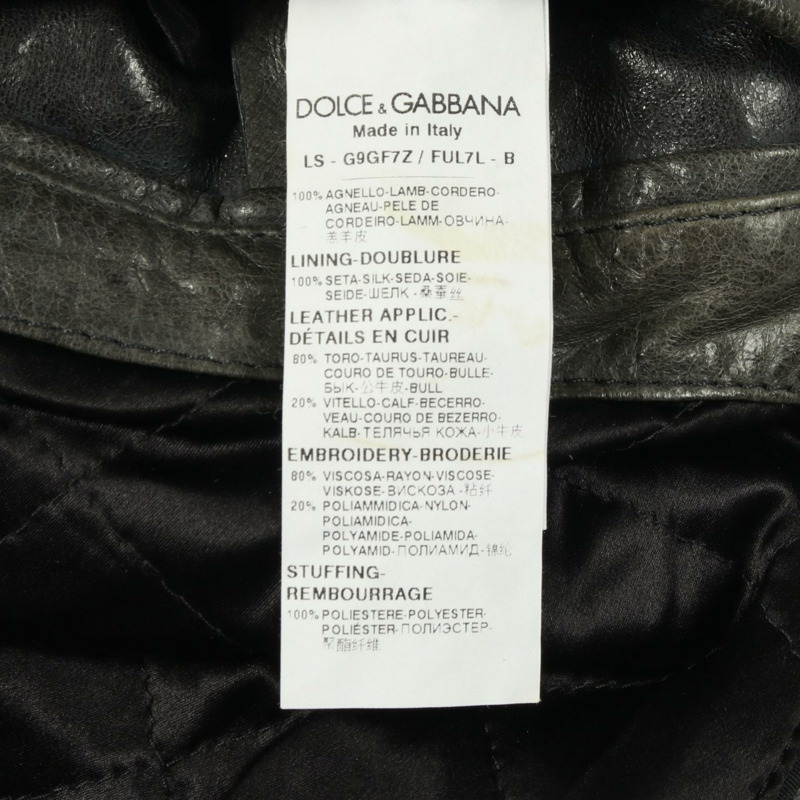 DOLCE & GABBANA
Made in Italy
LS - G9GF7Z / FUL7L - B
100% AGNELLO-LAMB-CORDERO-
AGNEAU-PELE DE
CORDEIRO-LAMM-ОВЧИНА-
羊皮
LINING-DOUBLURE
100% SETA-SILK-SEDA-SOIE-
SEIDE-ШЕЛК-桑蚕丝
LEATHER APPLIC.-
DÉTAILS EN CUIR
80% TORO-TAURUS-TAUREAU-
COURO DE TOURO-BULLE-
БЫК-公牛皮-BULL
20% VITELLO-CALF-BECERRO-
VEAU-COURO DE BEZERRO-
KALB-ТЕЛЯЧЬЯ КОЖА-小牛皮
EMBROIDERY-BRODERIE
80% VISCOSA-RAYON-VISCOSE-
VISKOSE-ВИСКОЗА-粘纤
20% POLIAMMIDICA-NYLON-
POLIAMIDICA-
POLYAMIDE-POLIAMIDA-
POLYAMID-ПОЛИАМИД-锦纶
STUFFING-
REMBOURRAGE
100% POLIESTERE-POLYESTER-
POLIÉSTER-ПОЛИЭСТЕР-
聚酯纤维